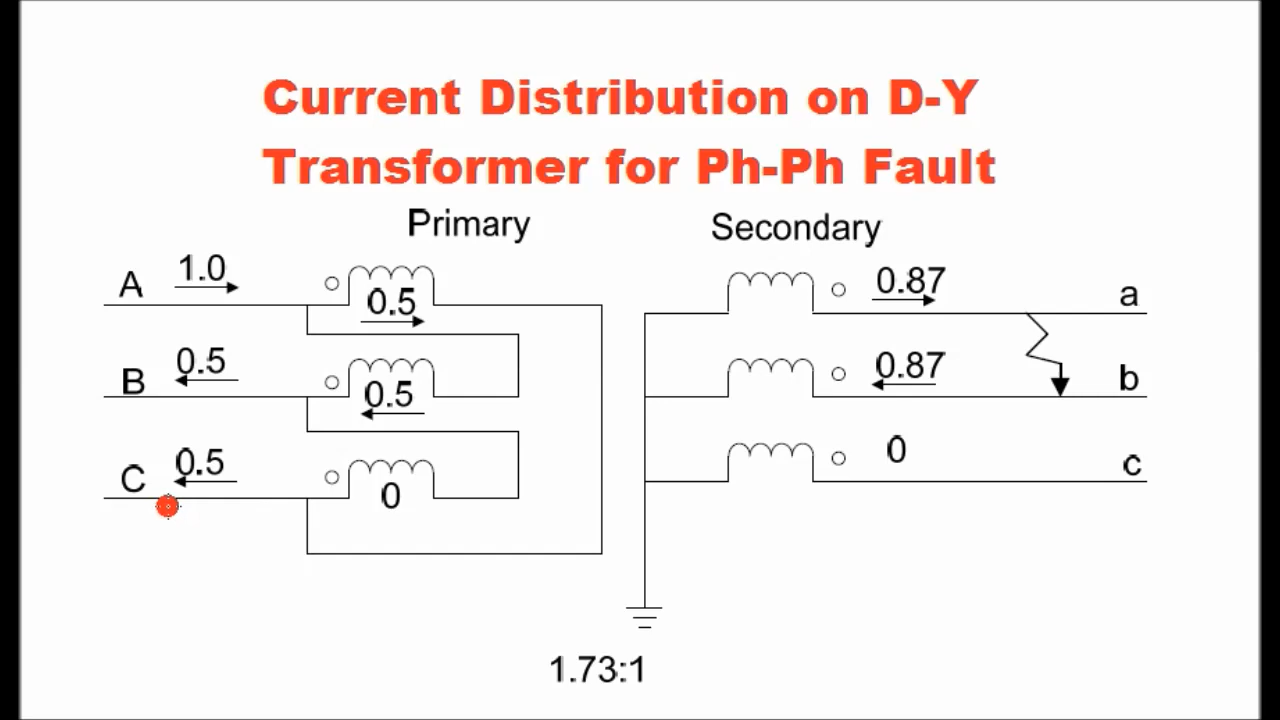 Current Distribution on D-Y
Transformer for Ph-Ph Fault
Primary
Secondary
A 1.0
0.5
0.87 a
B 0.5
0.5
0.87 b
C 0.5
0
0 c
1.73:1